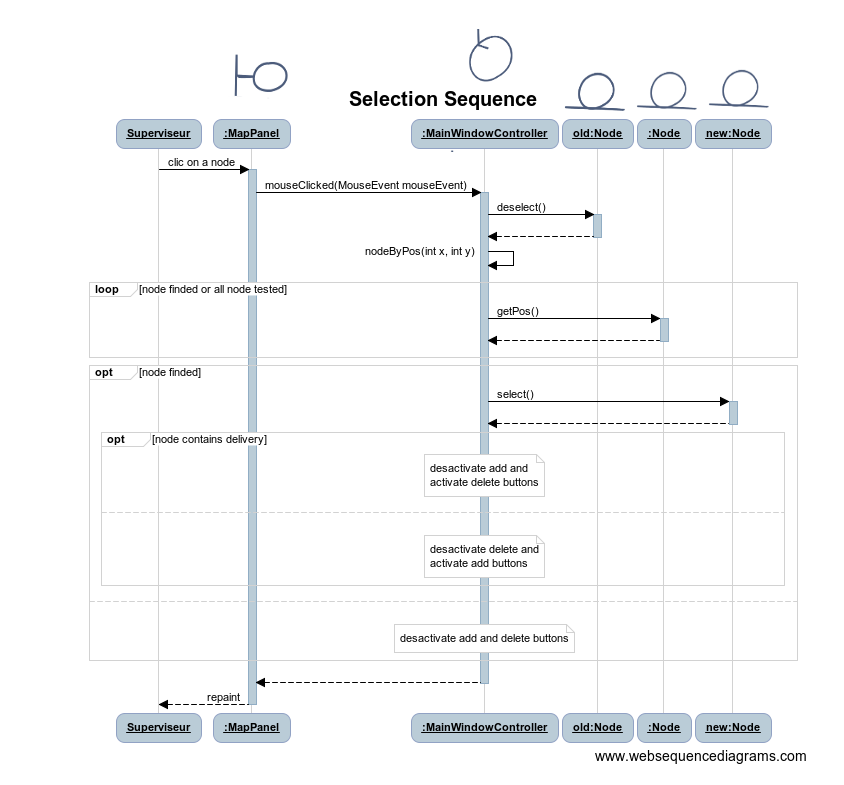 Selection Sequence
Superviseur
:MapPanel
:MainWindowController
old:Node
:Node
new:Node
clic on a node
mouseClicked(MouseEvent mouseEvent)
deselect()
nodeByPos(int x, int y)
loop
[node finded or all node tested]
getPos()
opt
[node finded]
select()
opt
[node contains delivery]
desactivate add and
activate delete buttons
desactivate delete and
activate add buttons
desactivate add and delete buttons
repaint
Superviseur
:MapPanel
:MainWindowController
old:Node
:Node
new:Node
www.websequencediagrams.com